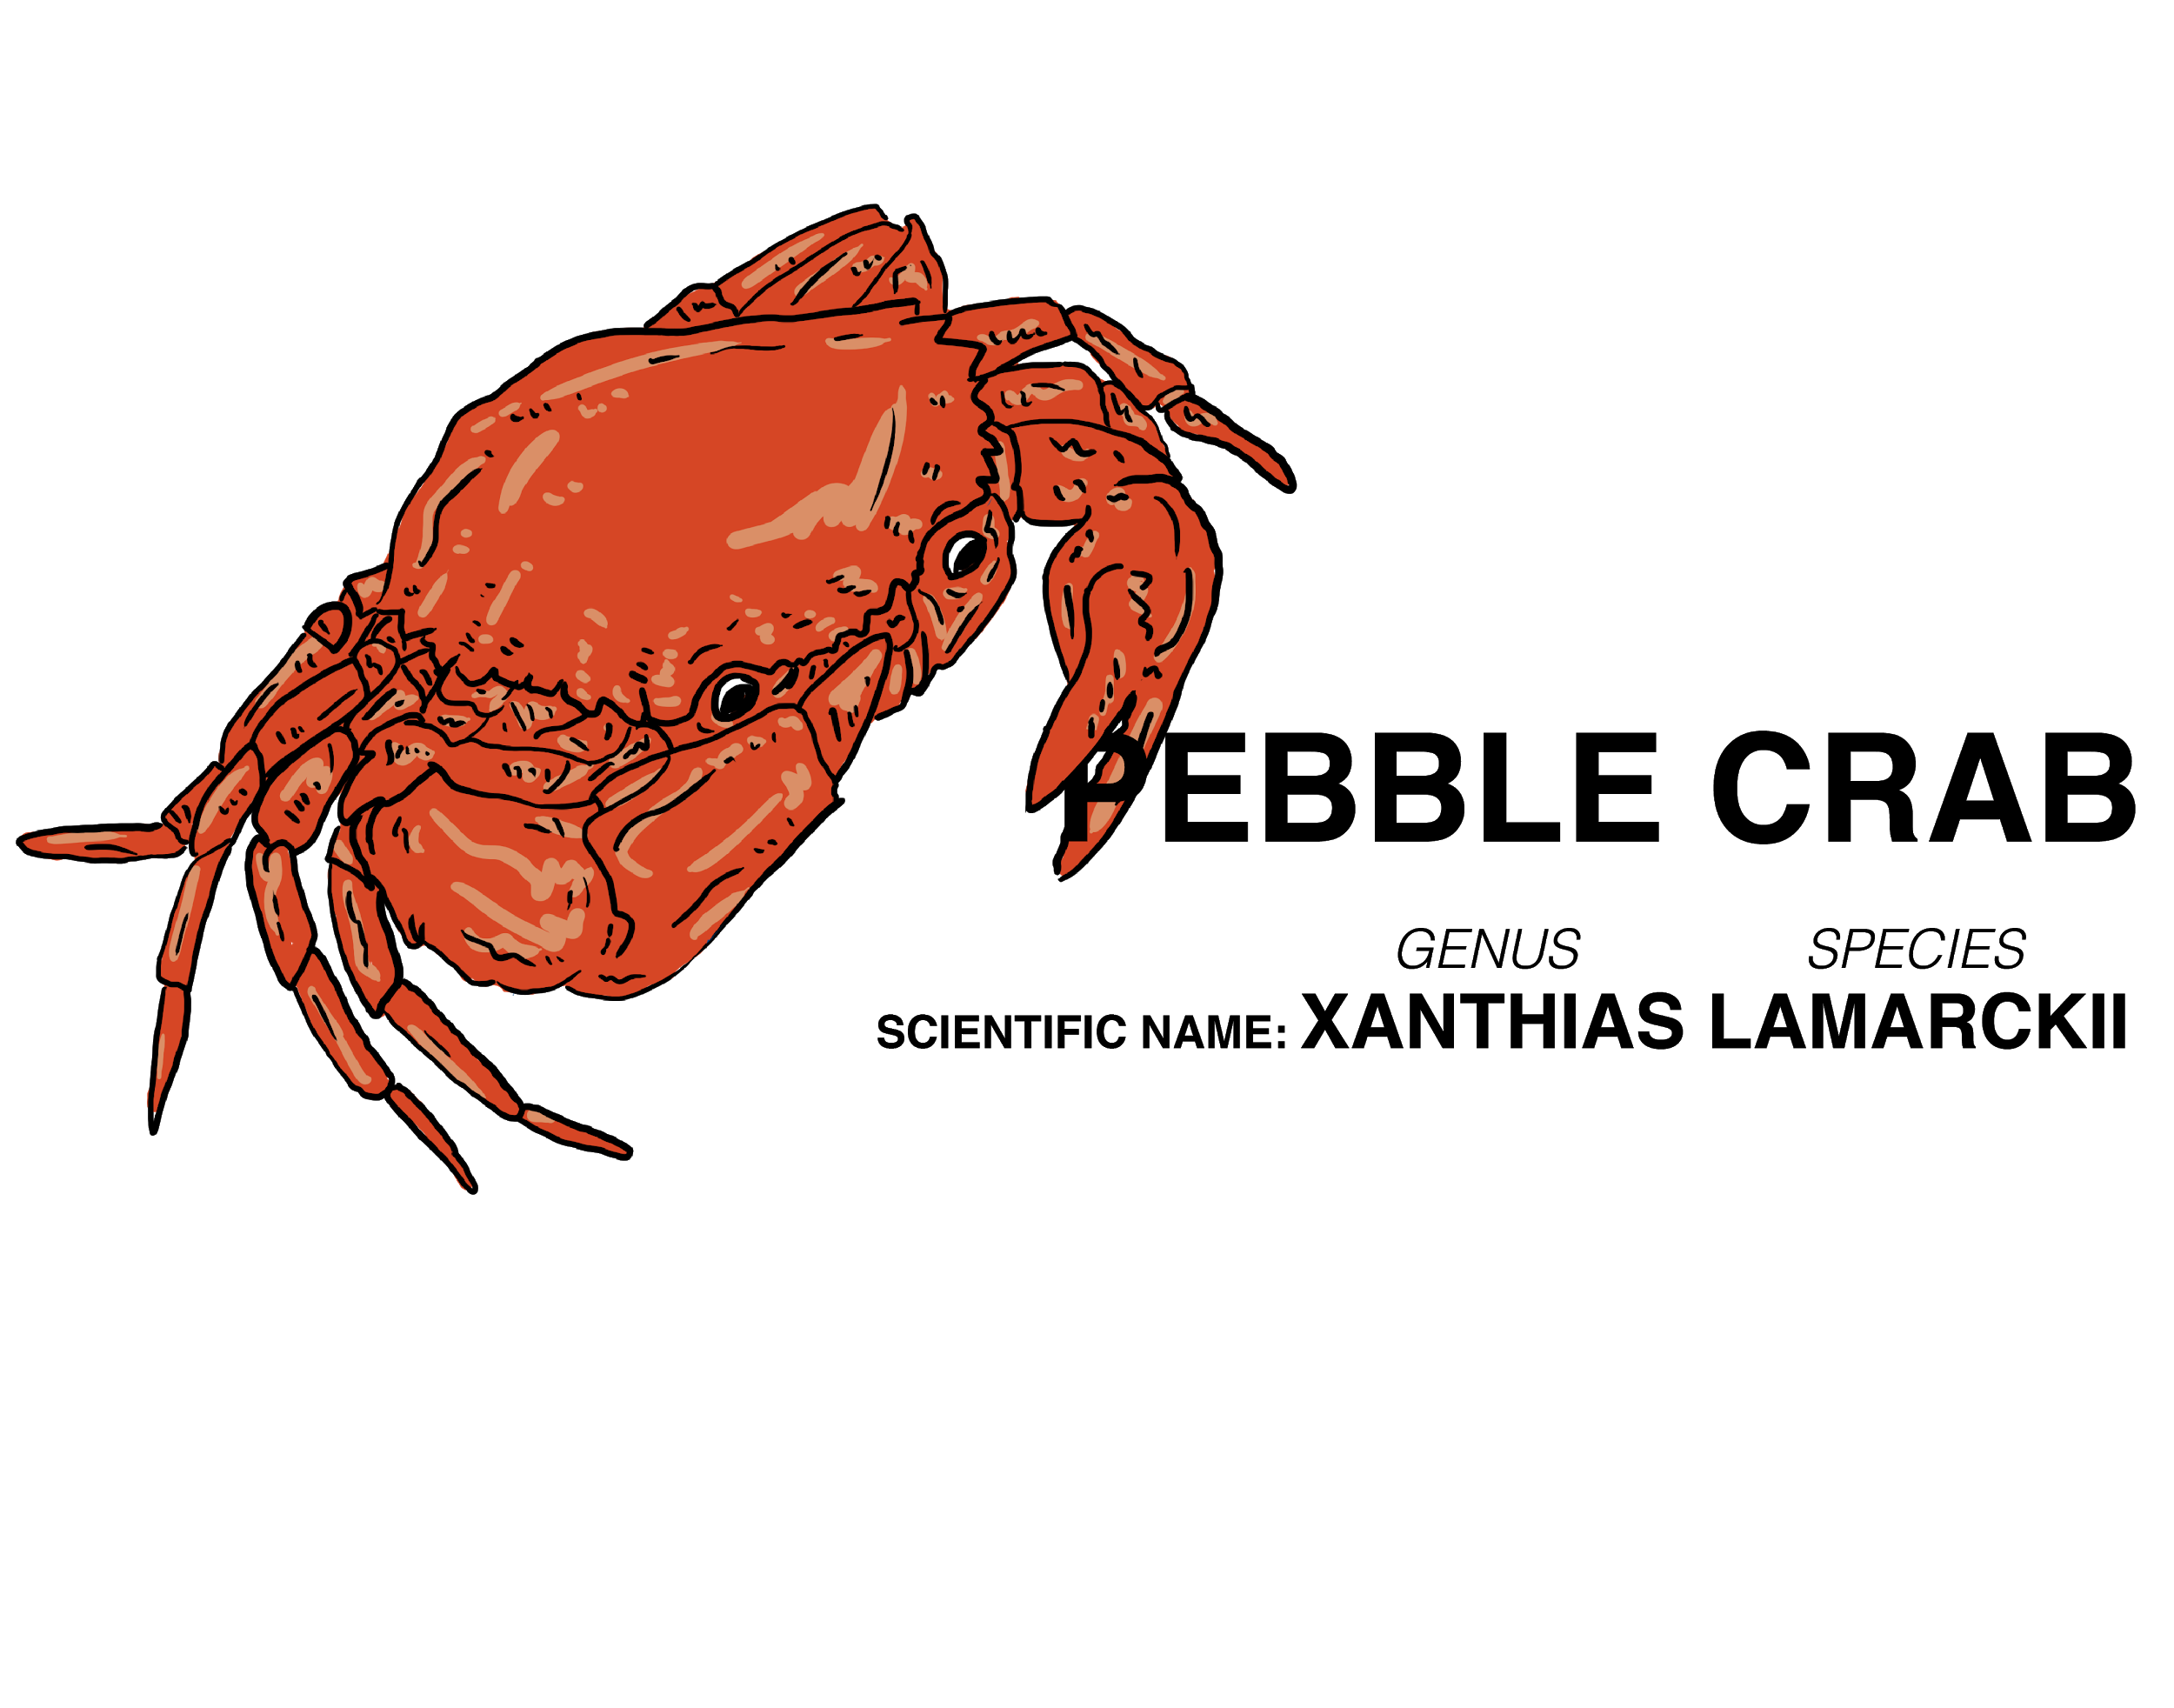 PEBBLE CRAB
GENUS SPECIES
SCIENTIFIC NAME: XANTHIAS LAMARCKII